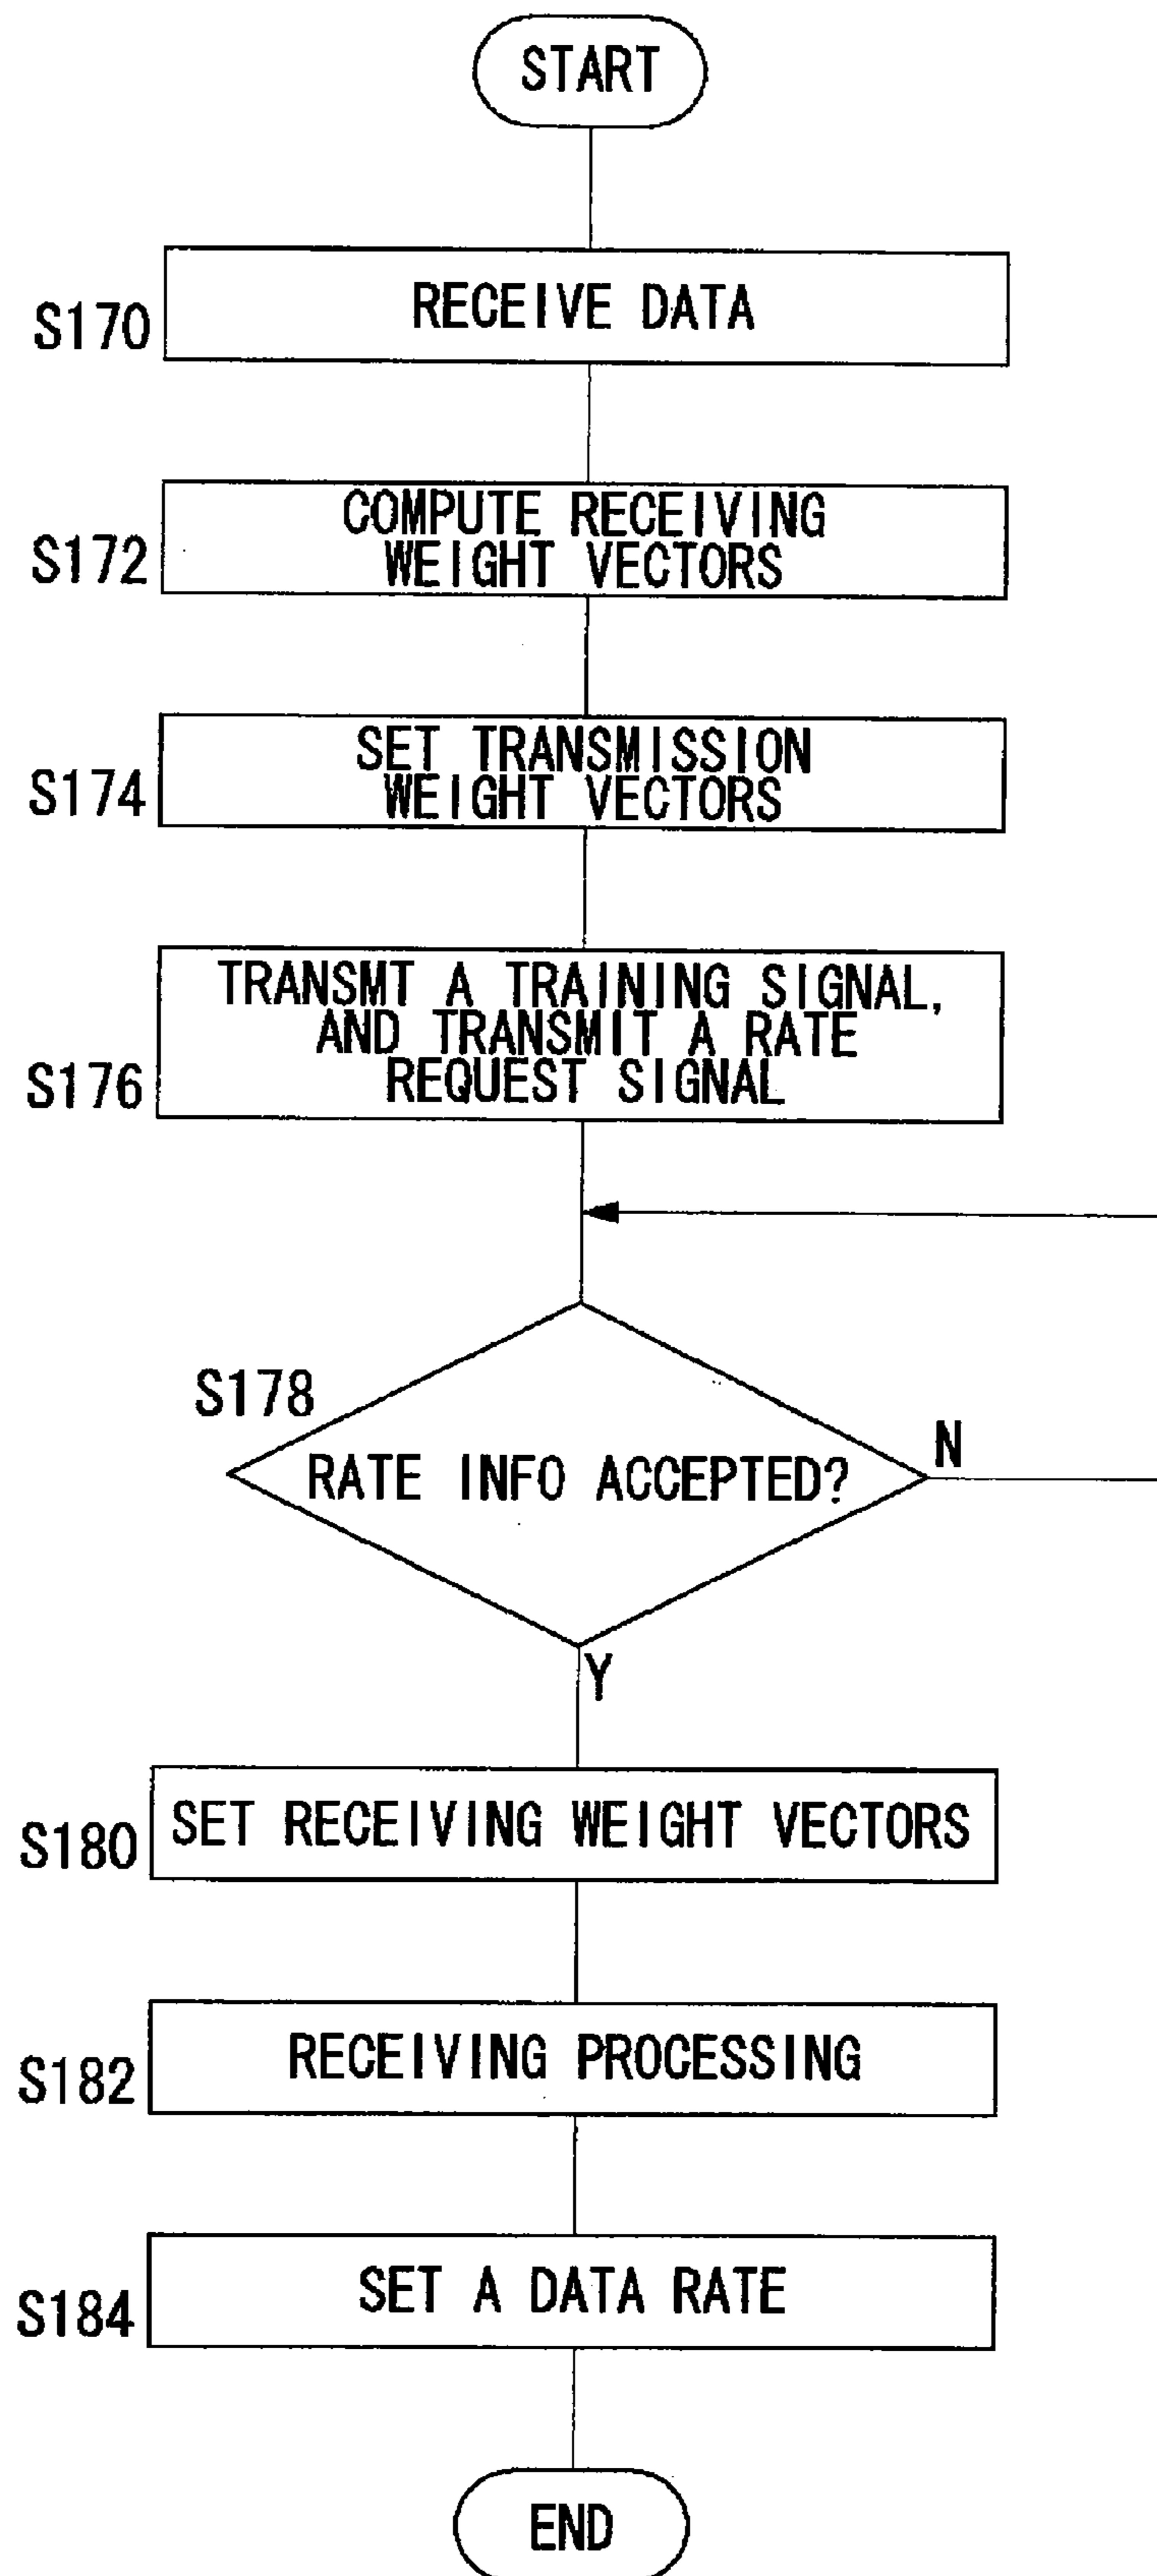 START
S170
RECEIVE DATA
S172
COMPUTE RECEIVING
WEIGHT VECTORS
S174
SET TRANSMISSION
WEIGHT VECTORS
S176
TRANSMT A TRAINING SIGNAL,
AND TRANSMIT A RATE
REQUEST SIGNAL
S178
RATE INFO ACCEPTED?
N
Y
S180
SET RECEIVING WEIGHT VECTORS
S182
RECEIVING PROCESSING
S184
SET A DATA RATE
END